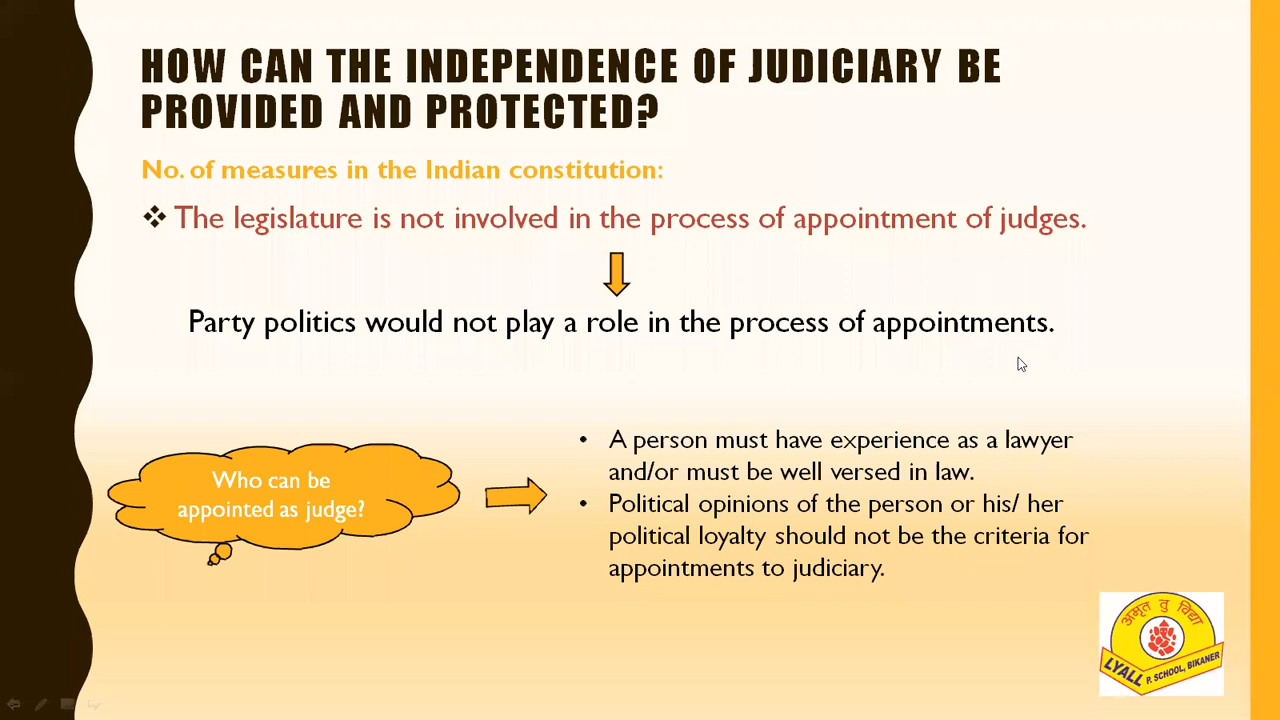 HOW CAN THE INDEPENDENCE OF JUDICIARY BE
PROVIDED AND PROTECTED?
No. of measures in the Indian constitution:
❖ The legislature is not involved in the process of appointment of judges.
Party politics would not play a role in the process of appointments.
Who can be
appointed as judge?
• A person must have experience as a lawyer
and/or must be well versed in law.
• Political opinions of the person or his/ her
political loyalty should not be the criteria for
appointments to judiciary.
अमृत तु विद्या
LYALL P. SCHOOL, BIKANER